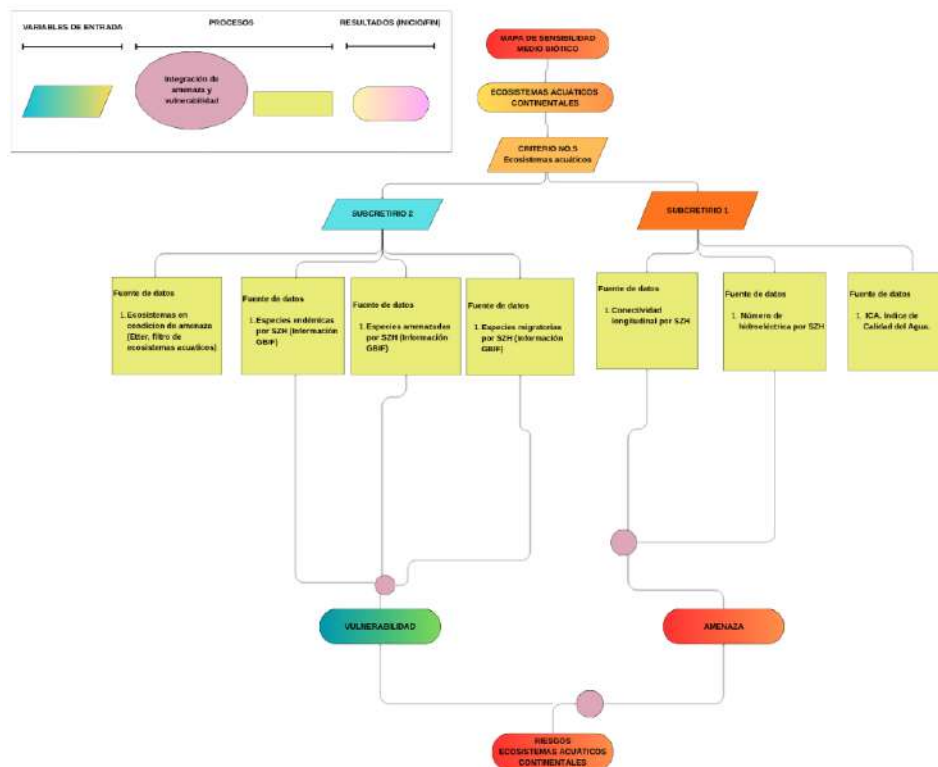 VARIABLES DE ENTRADA
PROCESOS
RESULTADOS (INICIO/FIN)
Integración de
amenaza y
vulnerabilidad
MAPA DE SENSIBILIDAD
MEDIO BIÓTICO
ECOSISTEMAS ACUÁTICOS
CONTINENTALES
CRITERIO NO.5
Ecosistemas acuáticos
SUBCRETIRIO 2
SUBCRETIRIO 1
Fuente de datos
1. Ecosistemas en
condicion de amenaza
(Etter, filtro de
ecosistemas acuaticos)
Fuente de datos
1. Especies endémicas
por SZH (Información
GBIF)
Fuente de datos
1. Especies amenazadas
por SZH (Información
GBIF)
Fuente de datos
1. Especies migratorias
por SZH (Información
GBIF)
Fuente de datos
1. Conectividad
longitudinal por SZH
Fuente de datos
1. Número de
hidroeléctrica por SZH
Fuente de datos
1. ICA. Indice de
Calidad del Agua.
VULNERABILIDAD
AMENAZA
RIESGOS
ECOSISTEMAS ACUÁTICOS
CONTINENTALES